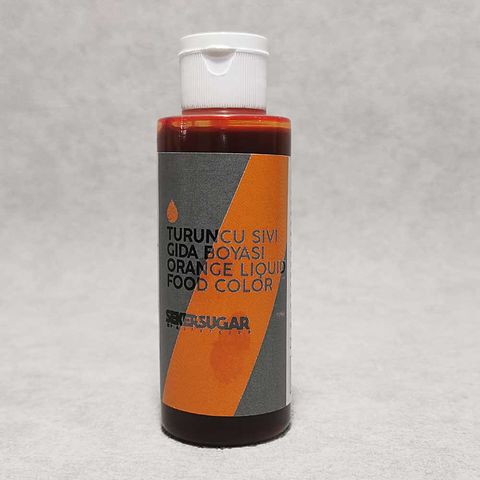 TURUNCU SIVI
GIDA BOYASI
ORANGE LIQUID
FOOD COLOR
SEKERSUGAR